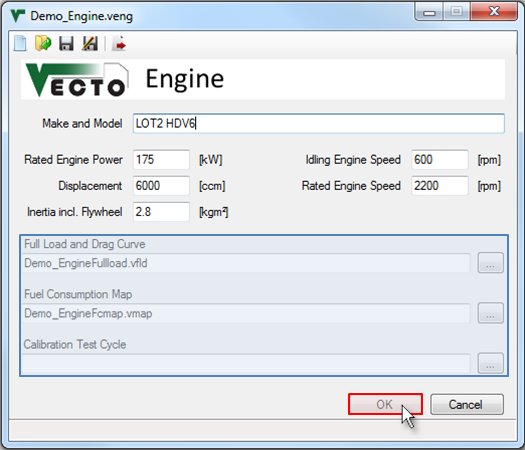 Demo_Engine.veng
VECTO Engine
Make and Model LOT2 HDV6
Rated Engine Power 175 [kW] Idling Engine Speed 600 [rpm]
Displacement 6000 [ccm] Rated Engine Speed 2200 [rpm]
Inertia incl. Flywheel 2.8 [kgm²]
Full Load and Drag Curve
Demo_EngineFullload.vfld ...
Fuel Consumption Map
Demo_EngineFcmap.vmap ...
Calibration Test Cycle
...
OK Cancel